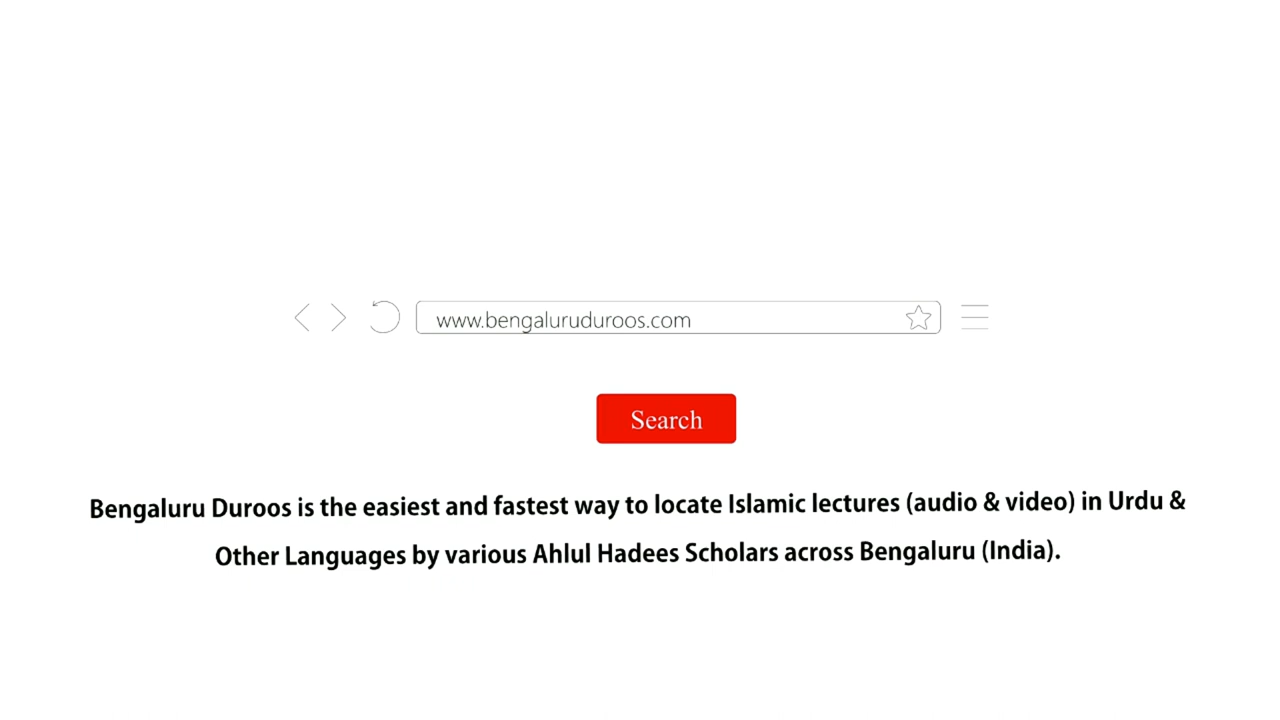 www.bengaluruduroos.com
Search
Bengaluru Duroos is the easiest and fastest way to locate Islamic lectures (audio & video) in Urdu &
Other Languages by various Ahlul Hadees Scholars across Bengaluru (India).